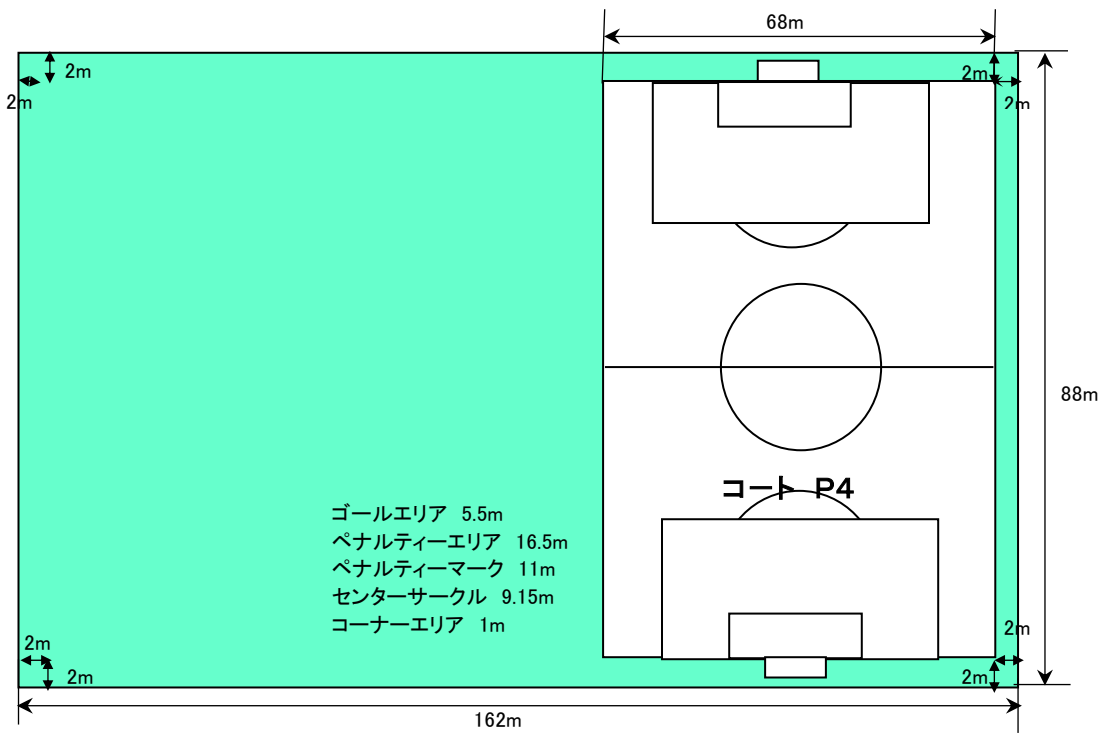 68m
2m
2m
2m
2m
88m
コート P4
ゴールエリア 5.5m
ペナルティーエリア 16.5m
ペナルティーマーク 11m
センターサークル 9.15m
コーナーエリア 1m
2m
2m
2m
2m
162m